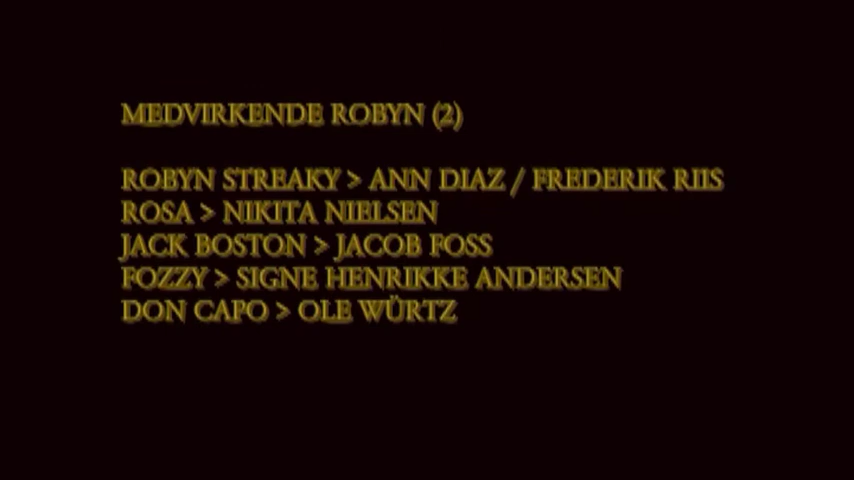 MEDVIRKENDE ROBYN (2)
ROBYN STREAKY > ANN DIAZ / FREDERIK RIIS
ROSA > NIKITA NIELSEN
JACK BOSTON > JACOB FOSS
FOZZY > SIGNE HENRIKKE ANDERSEN
DON CAPO > OLE WÜRTZ